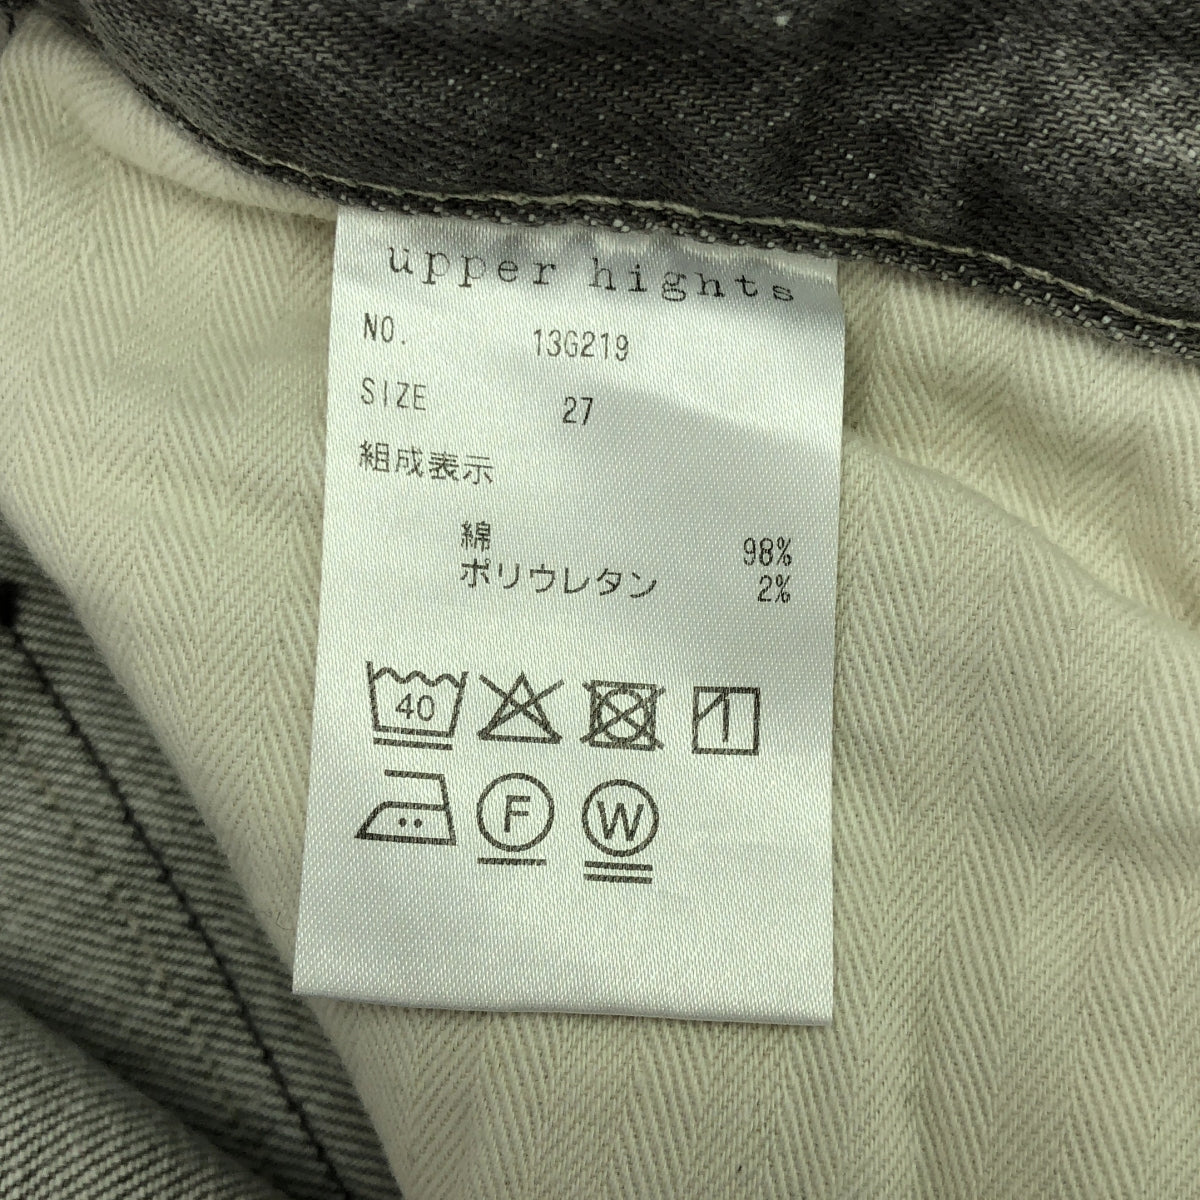 upper hights
NO. 13G219
SIZE 27
組成表示
綿 98%
ポリウレタン 2%
40
F W